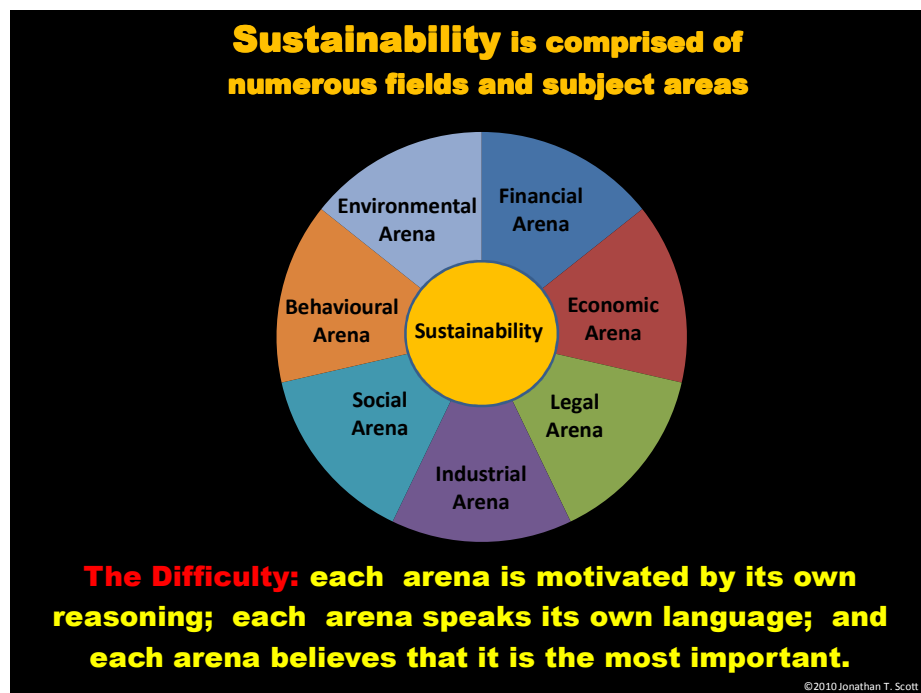 Sustainability is comprised of
numerous fields and subject areas
Environmental
Arena
Financial
Arena
Behavioural
Arena
Sustainability
Economic
Arena
Social
Arena
Legal
Arena
Industrial
Arena
The Difficulty: each arena is motivated by its own
reasoning; each arena speaks its own language; and
each arena believes that it is the most important.
©2010 Jonathan T. Scott